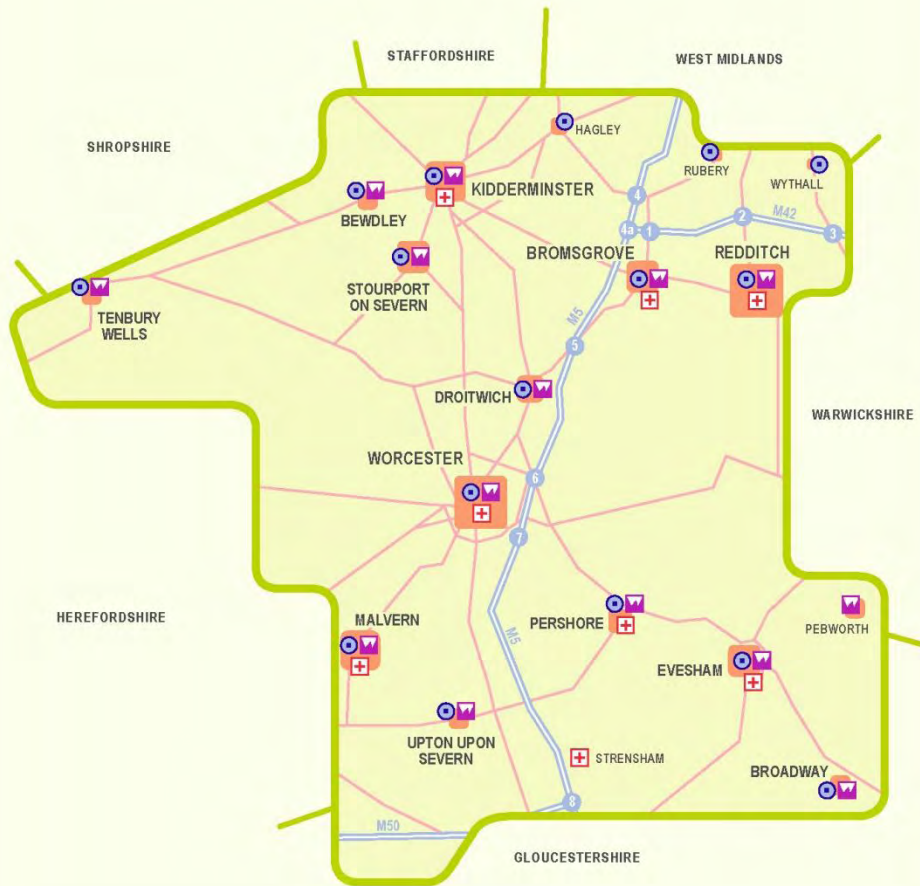 STAFFORDSHIRE
WEST MIDLANDS
SHROPSHIRE
HAGLEY
RUBERY
WYTHALL
KIDDERMINSTER
BEWDLEY
4
4a
1
2
M42
3
BROMSGROVE
REDDITCH
STOURPORT
ON SEVERN
TENBURY
WELLS
M5
5
DROITWICH
WARWICKSHIRE
WORCESTER
6
7
HEREFORDSHIRE
MALVERN
PERSHORE
PEBWORTH
M5
EVESHAM
UPTON UPON
SEVERN
STRENSHAM
BROADWAY
8
M50
GLOUCESTERSHIRE